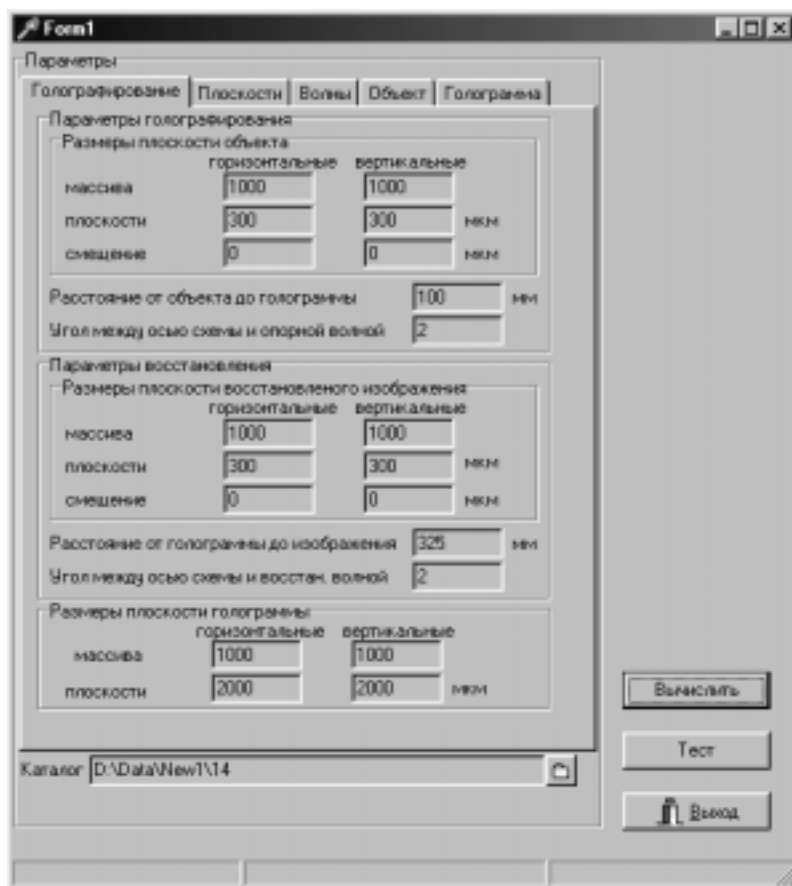 Form1
Параметры
Голографирование Плоскости Волны Объект Голограмма
Параметры голографирования
Размеры плоскости объекта
горизонтальные вертикальные
массива 1000 1000
плоскости 300 300 мкм
смещение 0 0 мкм
Расстояние от объекта до голограммы 100 мм
Угол между осью схемы и опорной волной 2
Параметры восстановления
Размеры плоскости восстановленого изображения
горизонтальные вертикальные
массива 1000 1000
плоскости 300 300 мкм
смещение 0 0 мкм
Расстояние от голограммы до изображения 325 мм
Угол между осью схемы и восстан. волной 2
Размеры плоскости голограммы
горизонтальные вертикальные
массива 1000 1000
плоскости 2000 2000 мкм
Вычислить
Тест
Каталог D:\Data\New1\14
Выход